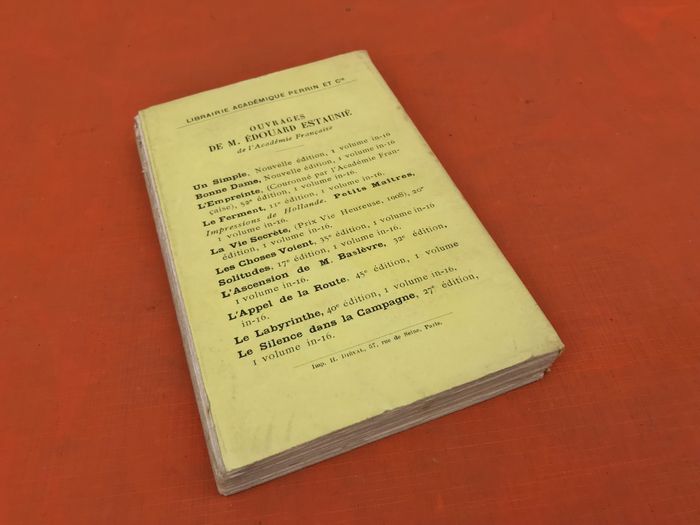 LIBRAIRIE ACADÉMIQUE PERRIN ET Cie
OUVRAGES
DE M. ÉDOUARD ESTAUNIÉ
de l'Académie Française
Un Simple, Nouvelle édition, 1 volume in-16
Bonne Dame, Nouvelle édition, 1 volume in-16
L'Empreinte, (Couronné par l'Académie Fran-
çaise), 52e édition, 1 volume in-16.
Le Ferment, 11e édition, 1 volume in-16.
Impressions de Hollande. Petits Maîtres,
1 volume in-16.
La Vie Secrète, (Prix Vie Heureuse, 1908), 26e
édition, 1 volume in-16.
Les Choses Voient, 35e édition, 1 volume in-16
Solitudes, 17e édition, 1 volume in-16.
L'Ascension de M. Baslèvre, 32e édition,
1 volume in-16.
L'Appel de la Route. 45e édition, 1 volume
in-16.
Le Labyrinthe, 40e édition, 1 volume in-16,
Le Silence dans la Campagne, 27e édition,
1 volume in-16.
Imp. H. Diéval, 57, rue de Seine, Paris.